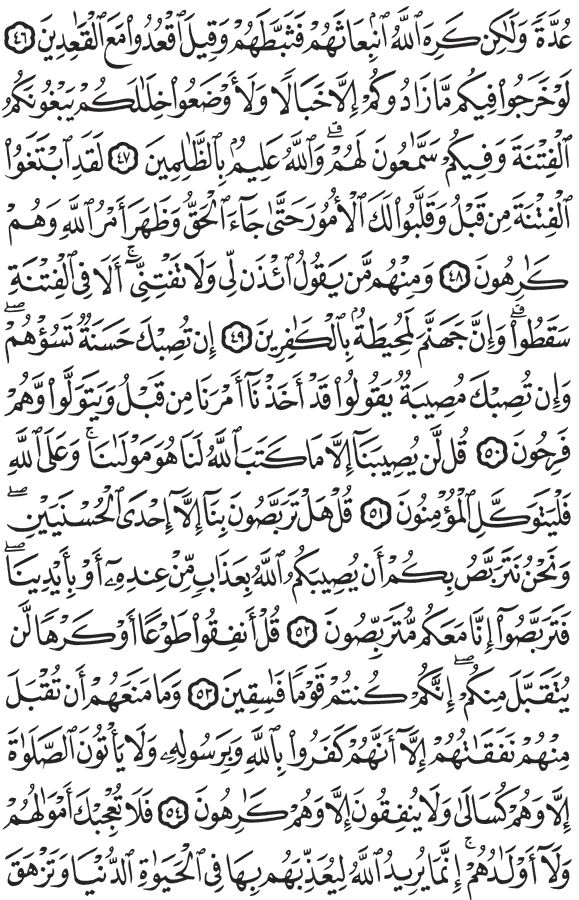 عُدَّةً وَلَٰكِن كَرِهَ ٱللَّهُ ٱنۢبِعَاثَهُمْ فَثَبَّطَهُمْ وَقِيلَ ٱقْعُدُوا۟ مَعَ ٱلْقَٰعِدِينَ ٤٦
لَوْ خَرَجُوا۟ فِيكُم مَّا زَادُوكُمْ إِلَّا خَبَالًا وَلَأَوْضَعُوا۟ خِلَٰلَكُمْ يَبْغُونَكُمُ
ٱلْفِتْنَةَ وَفِيكُمْ سَمَّٰعُونَ لَهُمْ ۗ وَٱللَّهُ عَلِيمٌۢ بِٱلظَّٰلِمِينَ ٤٧ لَقَدِ ٱبْتَغَوُا۟
ٱلْفِتْنَةَ مِن قَبْلُ وَقَلَّبُوا۟ لَكَ ٱلْأُمُورَ حَتَّىٰ جَآءَ ٱلْحَقُّ وَظَهَرَ أَمْرُ ٱللَّهِ وَهُمْ
كَٰرِهُونَ ٤٨ وَمِنْهُم مَّن يَقُولُ ٱئْذَن لِّى وَلَا تَفْتِنِّىٓ ۚ أَلَا فِى ٱلْفِتْنَةِ
سَقَطُوا۟ ۗ وَإِنَّ جَهَنَّمَ لَمُحِيطَةٌۢ بِٱلْكَٰفِرِينَ ٤٩ إِن تُصِبْكَ حَسَنَةٌ تَسُؤْهُمْ ۖ
وَإِن تُصِبْكَ مُصِيبَةٌ يَقُولُوا۟ قَدْ أَخَذْنَآ أَمْرَنَا مِن قَبْلُ وَيَتَوَلَّوا۟ وَّهُمْ
فَرِحُونَ ٥٠ قُل لَّن يُصِيبَنَآ إِلَّا مَا كَتَبَ ٱللَّهُ لَنَا هُوَ مَوْلَىٰنَا ۚ وَعَلَى ٱللَّهِ
فَلْيَتَوَكَّلِ ٱلْمُؤْمِنُونَ ٥١ قُلْ هَلْ تَرَبَّصُونَ بِنَآ إِلَّآ إِحْدَى ٱلْحُسْنَيَيْنِ ۖ
وَنَحْنُ نَتَرَبَّصُ بِكُمْ أَن يُصِيبَكُمُ ٱللَّهُ بِعَذَابٍ مِّنْ عِندِهِۦٓ أَوْ بِأَيْدِينَا ۖ
فَتَرَبَّصُوٓا۟ إِنَّا مَعَكُم مُّتَرَبِّصُونَ ٥٢ قُلْ أَنفِقُوا۟ طَوْعًا أَوْ كَرْهًا لَّن
يُتَقَبَّلَ مِنكُمْ ۖ إِنَّكُمْ كُنتُمْ قَوْمًا فَٰسِقِينَ ٥٣ وَمَا مَنَعَهُمْ أَن تُقْبَلَ
مِنْهُمْ نَفَقَٰتُهُمْ إِلَّآ أَنَّهُمْ كَفَرُوا۟ بِٱللَّهِ وَبِرَسُولِهِۦ وَلَا يَأْتُونَ ٱلصَّلَوٰةَ
إِلَّا وَهُمْ كُسَالَىٰ وَلَا يُنفِقُونَ إِلَّا وَهُمْ كَٰرِهُونَ ٥٤ فَلَا تُعْجِبْكَ أَمْوَٰلُهُمْ
وَلَآ أَوْلَٰدُهُمْ ۚ إِنَّمَا يُرِيدُ ٱللَّهُ لِيُعَذِّبَهُم بِهَا فِى ٱلْحَيَوٰةِ ٱلدُّنْيَا وَتَزْهَقَ